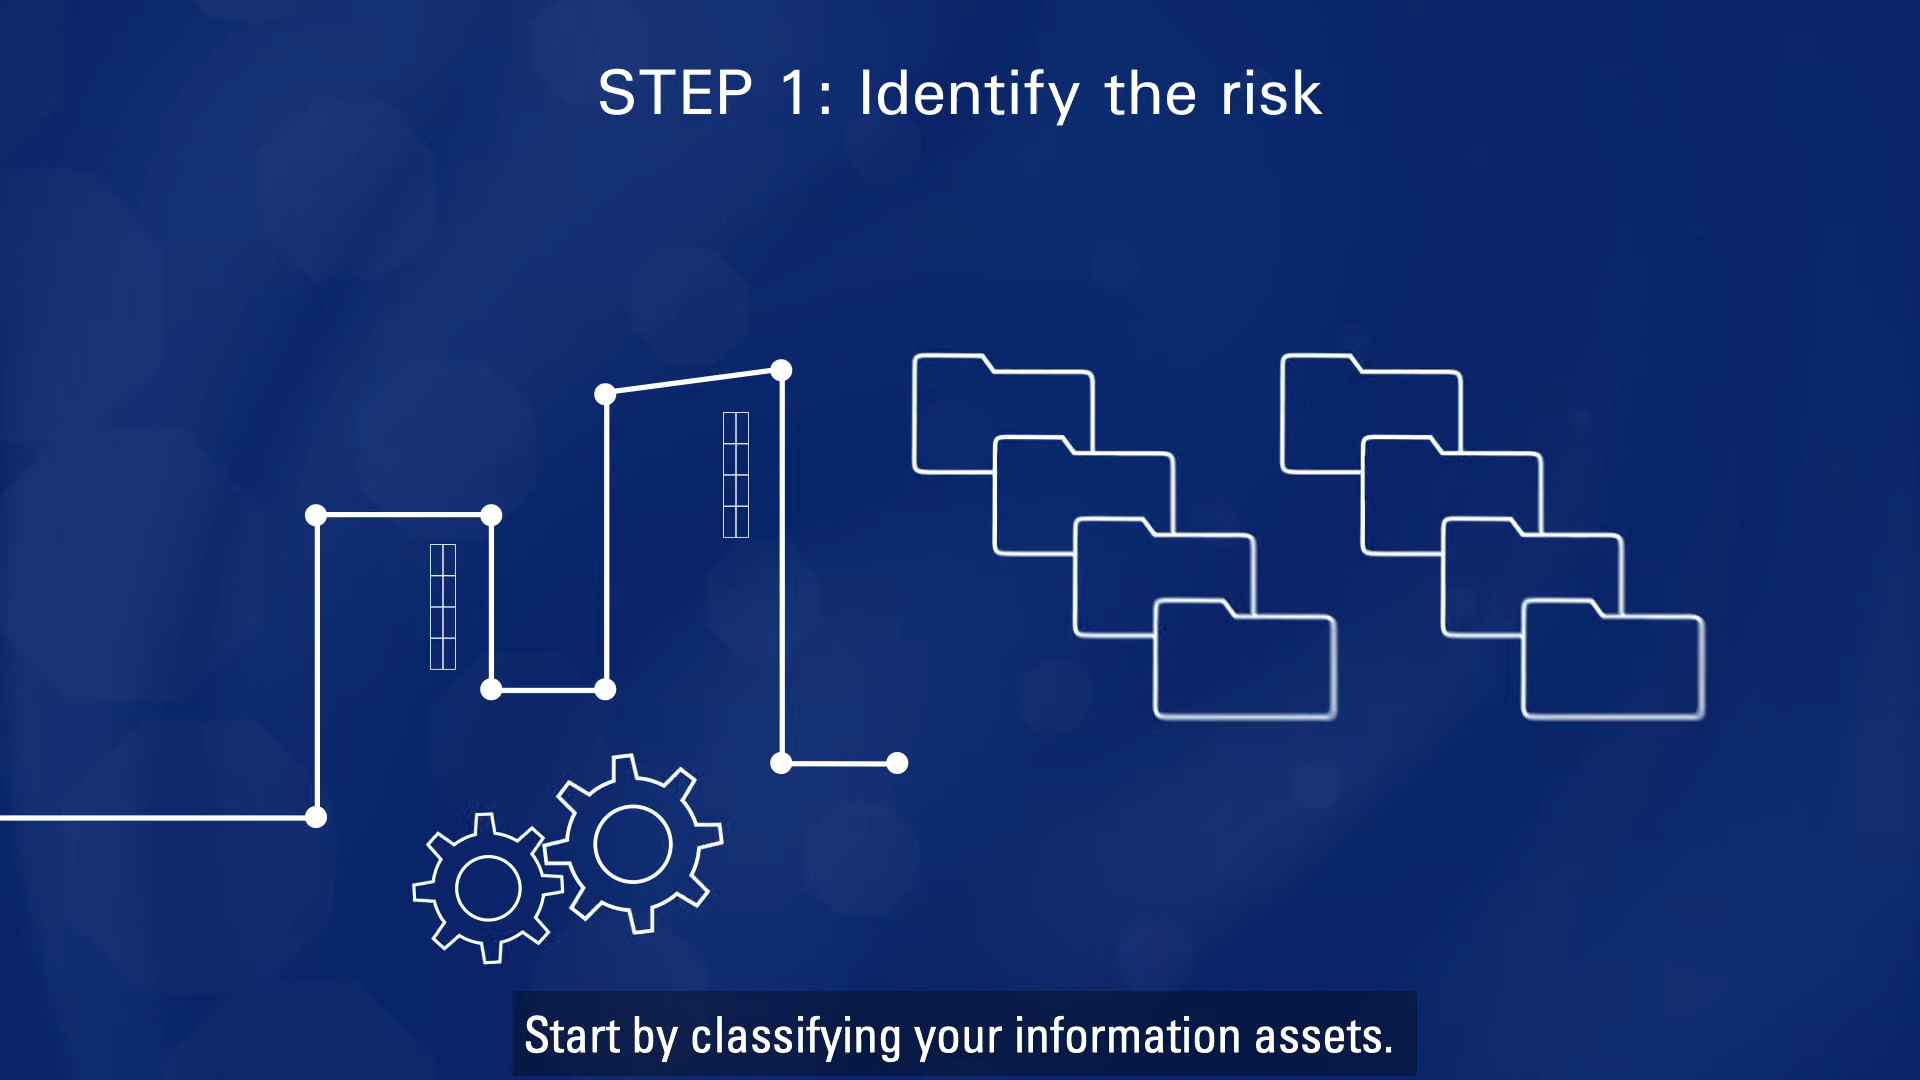 STEP 1: Identify the risk
Start by classifying your information assets.